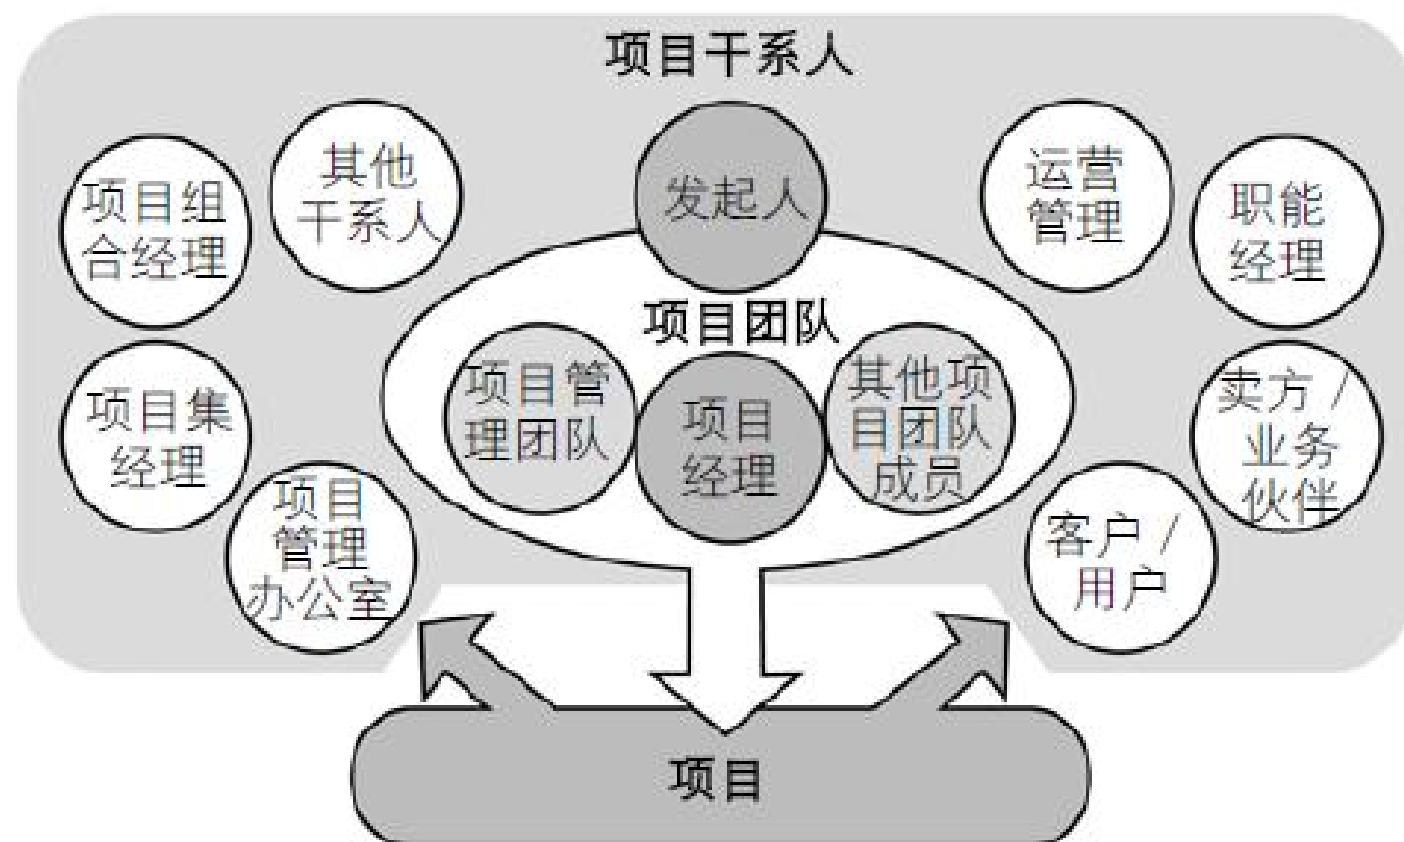 项目干系人
其他
干系人
项目组
合经理
发起人
运营
管理
职能
经理
项目团队
项目管
理团队
项目
经理
其他项
目团队
成员
项目集
经理
项目
管理
办公室
卖方 /
业务
伙伴
客户 /
用户
项目